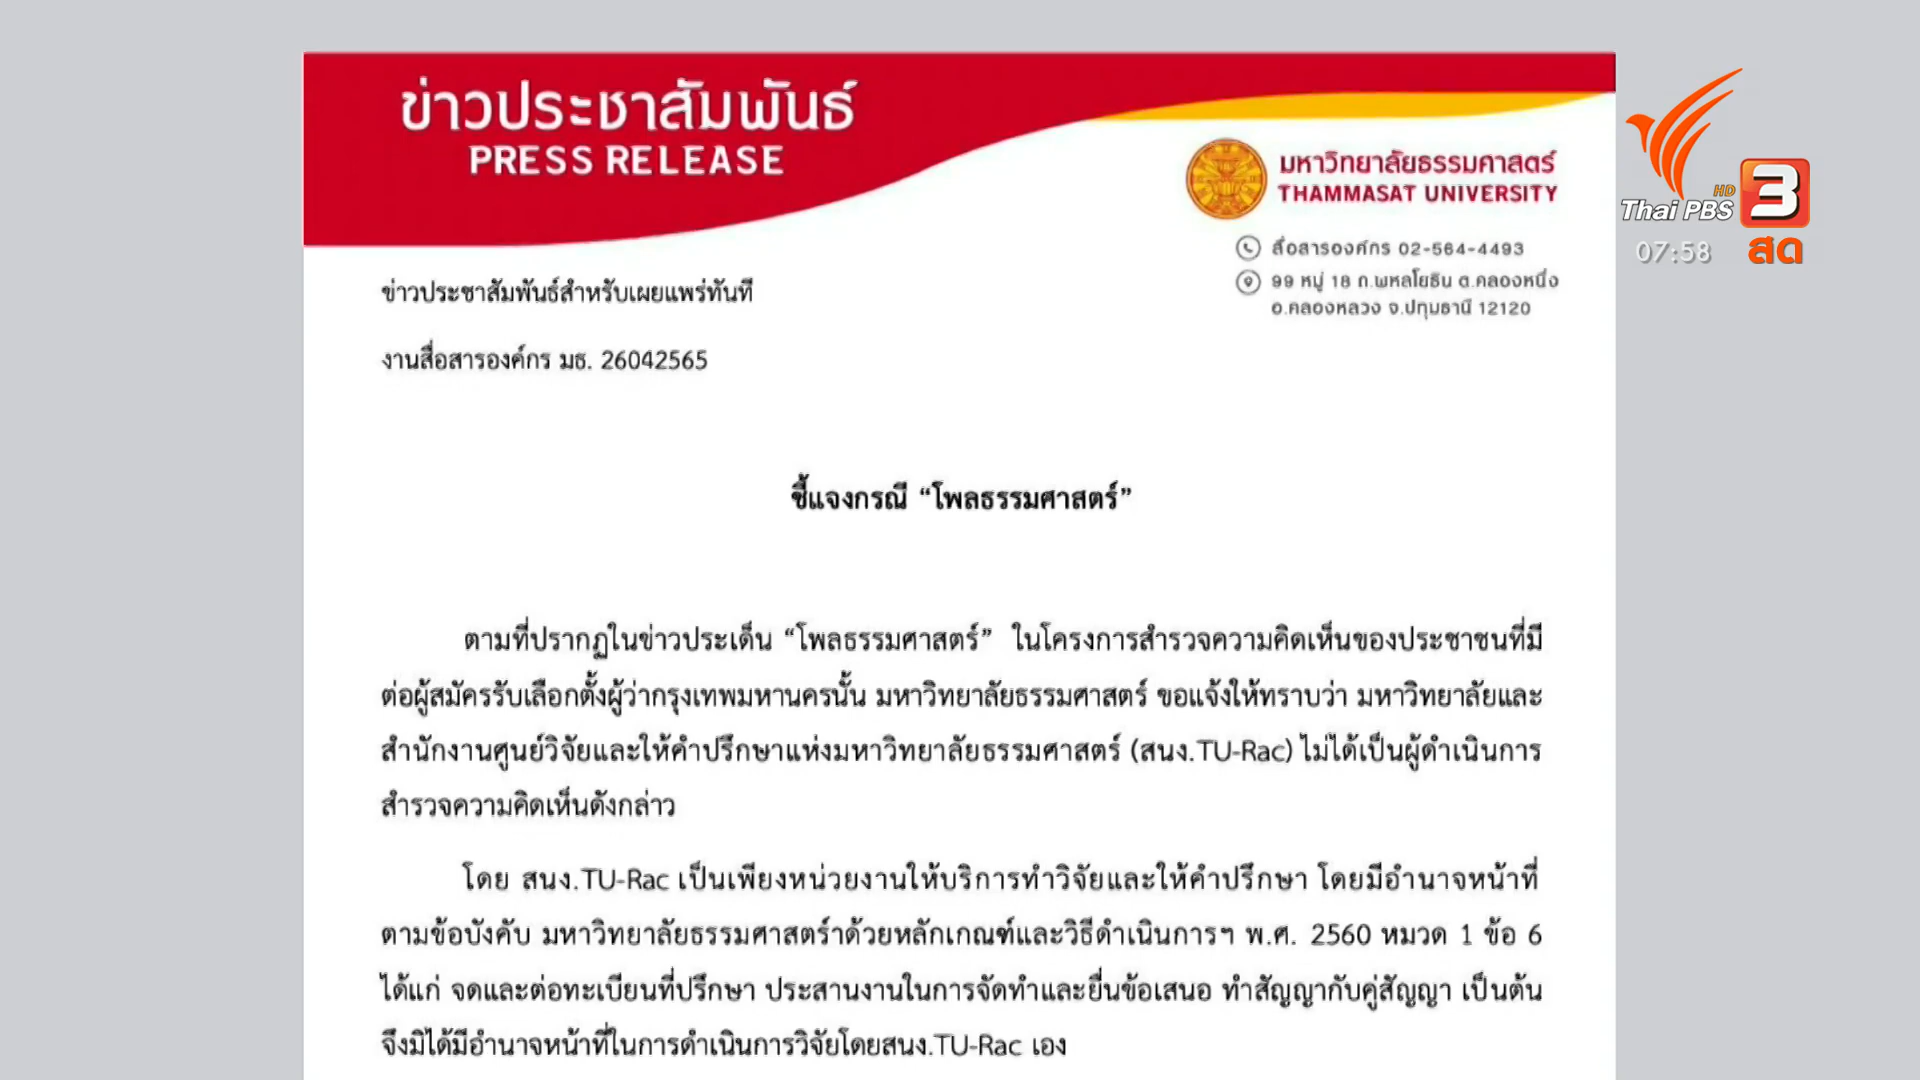 ข่าวประชาสัมพันธ์
PRESS RELEASE
มหาวิทยาลัยธรรมศาสตร์
THAMMASAT UNIVERSITY
สื่อสารองค์กร 02-564-4493
99 หมู่ 18 ถ.พหลโยธิน ต.คลองหนึ่ง
อ.คลองหลวง จ.ปทุมธานี 12120
Thai PBS HD 3
07:58 สด
ข่าวประชาสัมพันธ์สำหรับเผยแพร่ทันที
งานสื่อสารองค์กร มธ. 26042565
ชี้แจงกรณี “โพลธรรมศาสตร์”
ตามที่ปรากฏในข่าวประเด็น “โพลธรรมศาสตร์” ในโครงการสำรวจความคิดเห็นของประชาชนที่มี
ต่อผู้สมัครรับเลือกตั้งผู้ว่ากรุงเทพมหานครนั้น มหาวิทยาลัยธรรมศาสตร์ ขอแจ้งให้ทราบว่า มหาวิทยาลัยและ
สำนักงานศูนย์วิจัยและให้คำปรึกษาแห่งมหาวิทยาลัยธรรมศาสตร์ (สนง.TU-Rac) ไม่ได้เป็นผู้ดำเนินการ
สำรวจความคิดเห็นดังกล่าว
โดย สนง.TU-Rac เป็นเพียงหน่วยงานให้บริการทำวิจัยและให้คำปรึกษา โดยมีอำนาจหน้าที่
ตามข้อบังคับ มหาวิทยาลัยธรรมศาสตร์าด้วยหลักเกณฑ์และวิธีดำเนินการฯ พ.ศ. 2560 หมวด 1 ข้อ 6
ได้แก่ จดและต่อทะเบียนที่ปรึกษา ประสานงานในการจัดทำและยื่นข้อเสนอ ทำสัญญากับคู่สัญญา เป็นต้น
จึงมิได้มีอำนาจหน้าที่ในการดำเนินการวิจัยโดยสนง.TU-Rac เอง